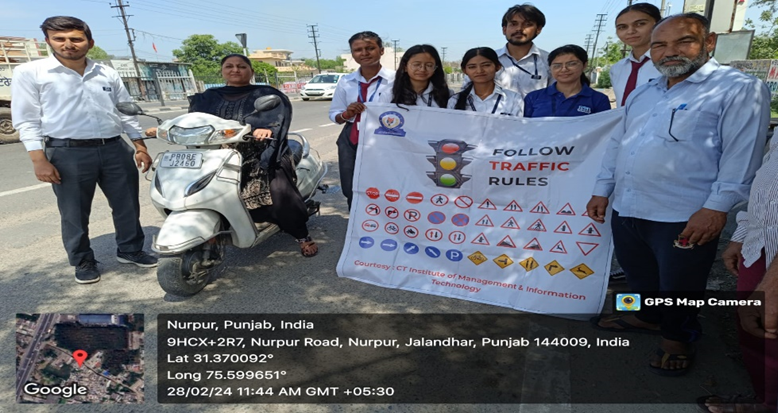 FOLLOW
TRAFFIC
RULES
R
P
Courtesy : CT Institute of Management & Information
Technology
GPS Map Camera
Google
Nurpur, Punjab, India
9HCX+2R7, Nurpur Road, Nurpur, Jalandhar, Punjab 144009, India
Lat 31.370092°
Long 75.599651°
28/02/24 11:44 AM GMT +05:30